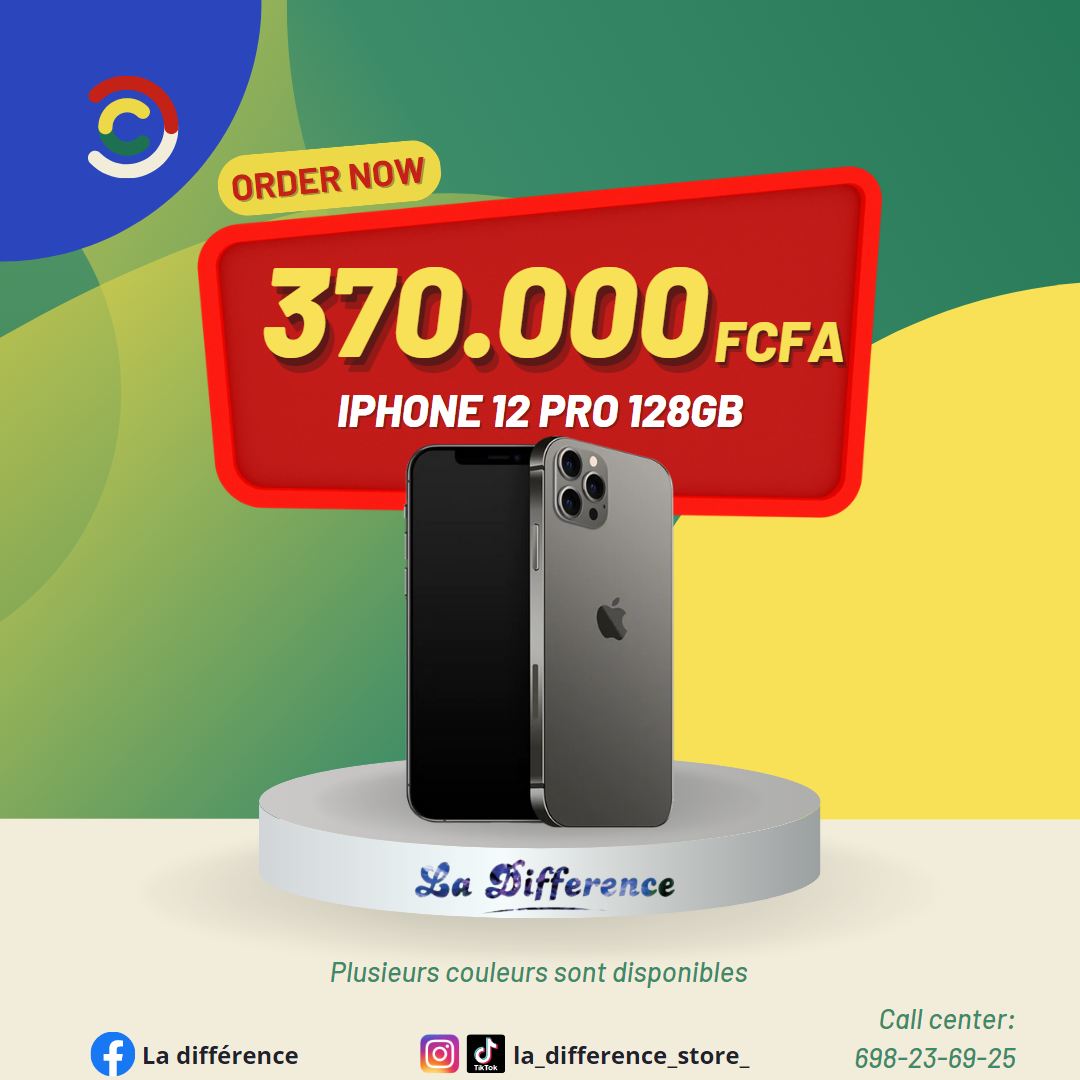 ORDER NOW
370.000 FCFA
IPHONE 12 PRO 128GB
La Difference
Plusieurs couleurs sont disponibles
Call center:
698-23-69-25
La différence
TikTok
la_difference_store_